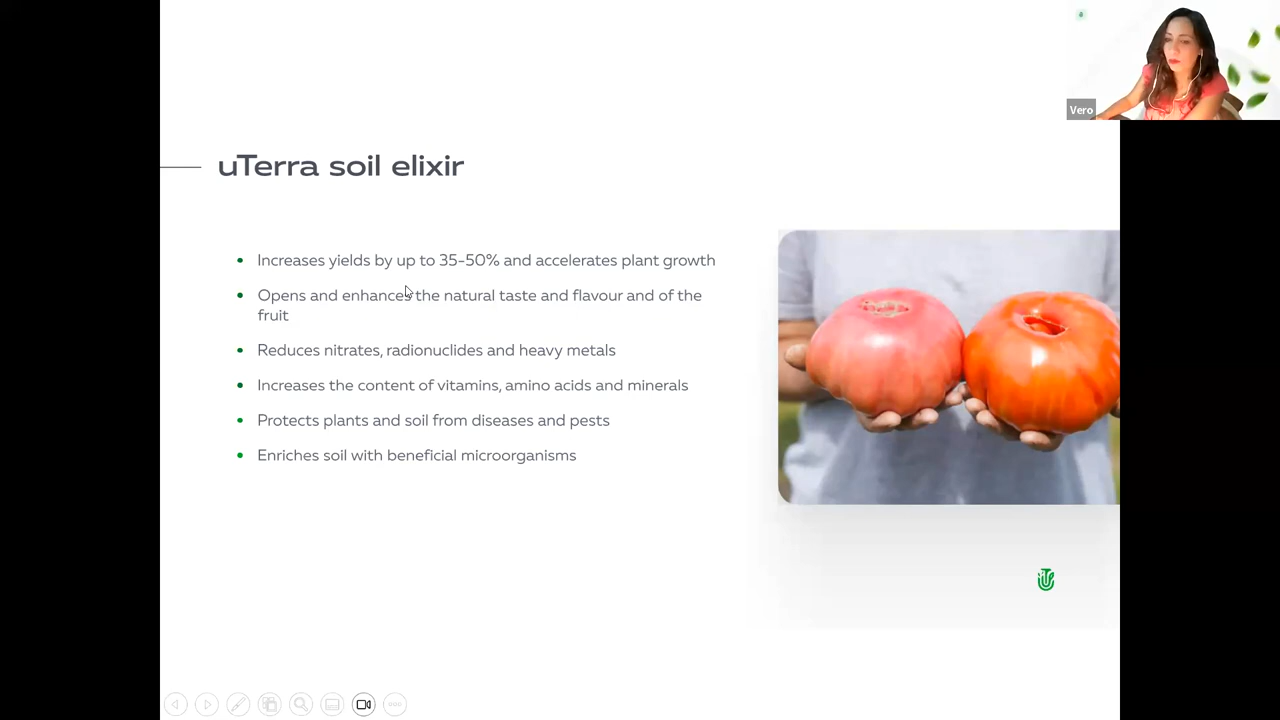 Vero
uTerra soil elixir
Increases yields by up to 35-50% and accelerates plant growth
Opens and enhances the natural taste and flavour and of the
fruit
Reduces nitrates, radionuclides and heavy metals
Increases the content of vitamins, amino acids and minerals
Protects plants and soil from diseases and pests
Enriches soil with beneficial microorganisms